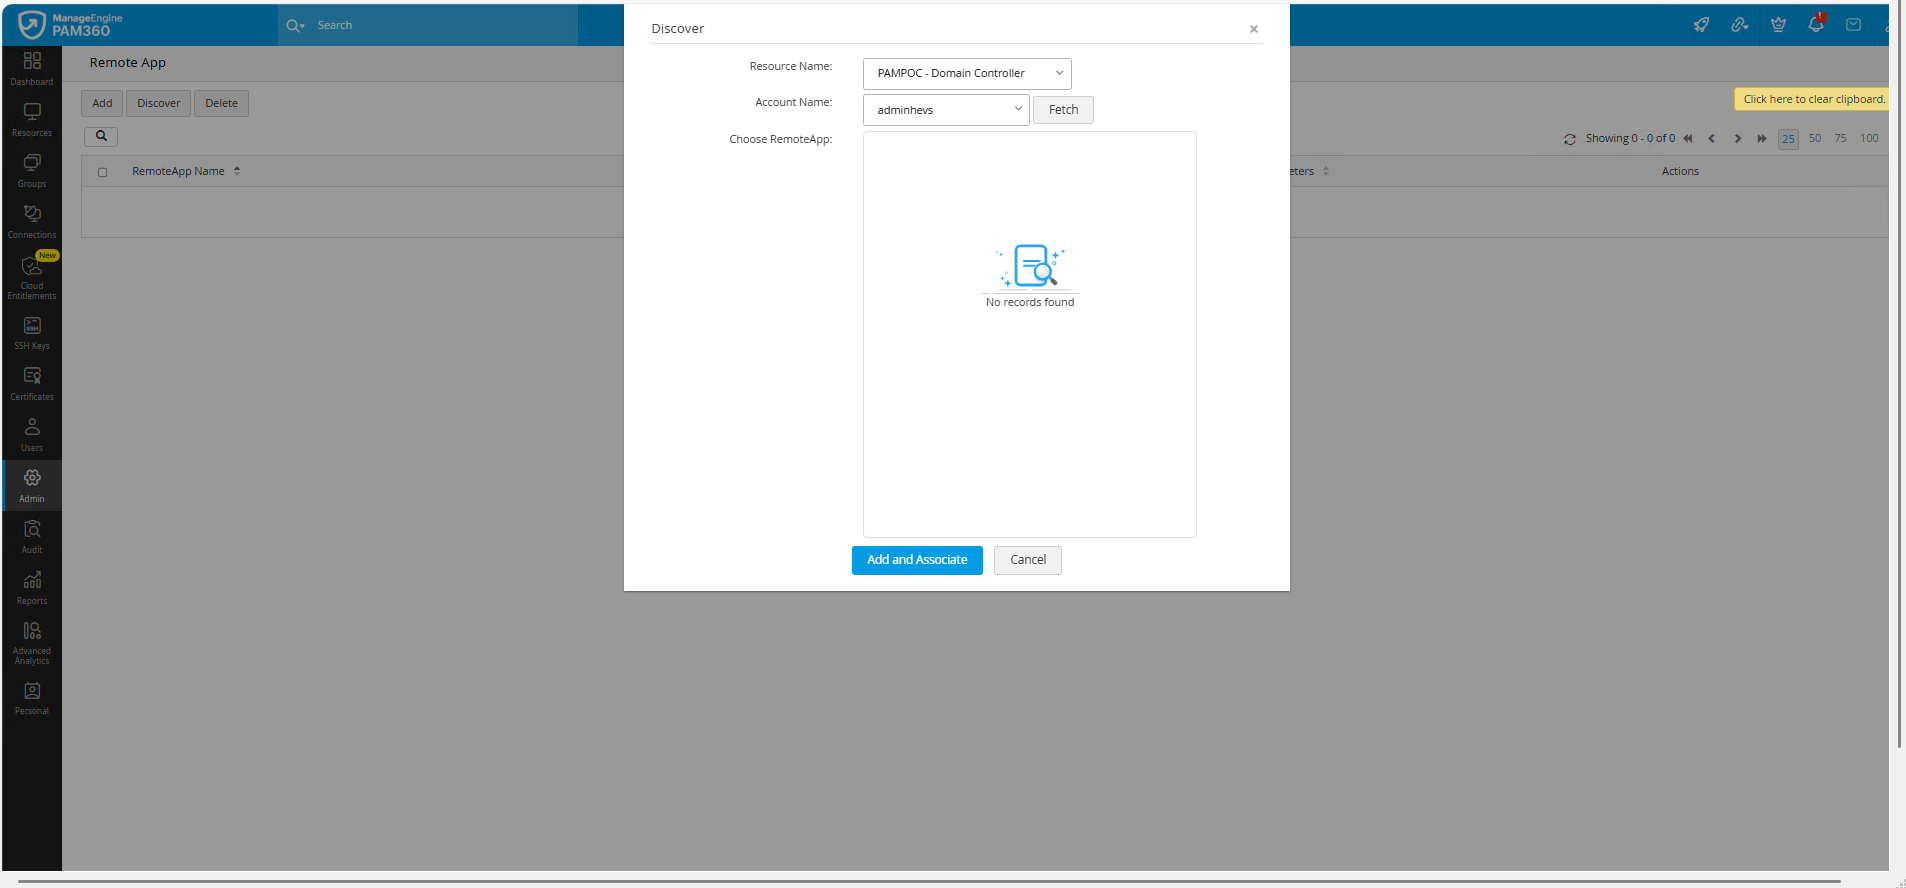 ManageEngine
PAM360
Search
Discover
×
Remote App
Dashboard
Resources
Groups
Connections
New
Cloud
Entitlements
SSH Keys
Certificates
Users
Admin
Audit
Reports
Advanced
Analytics
Personal
Add
Discover
Delete
Click here to clear clipboard.
Showing 0 - 0 of 0
25
50
75
100
RemoteApp Name
eters
Actions
Resource Name:
PAMPOC - Domain Controller
Account Name:
adminhevs
Fetch
Choose RemoteApp:
No records found
Add and Associate
Cancel